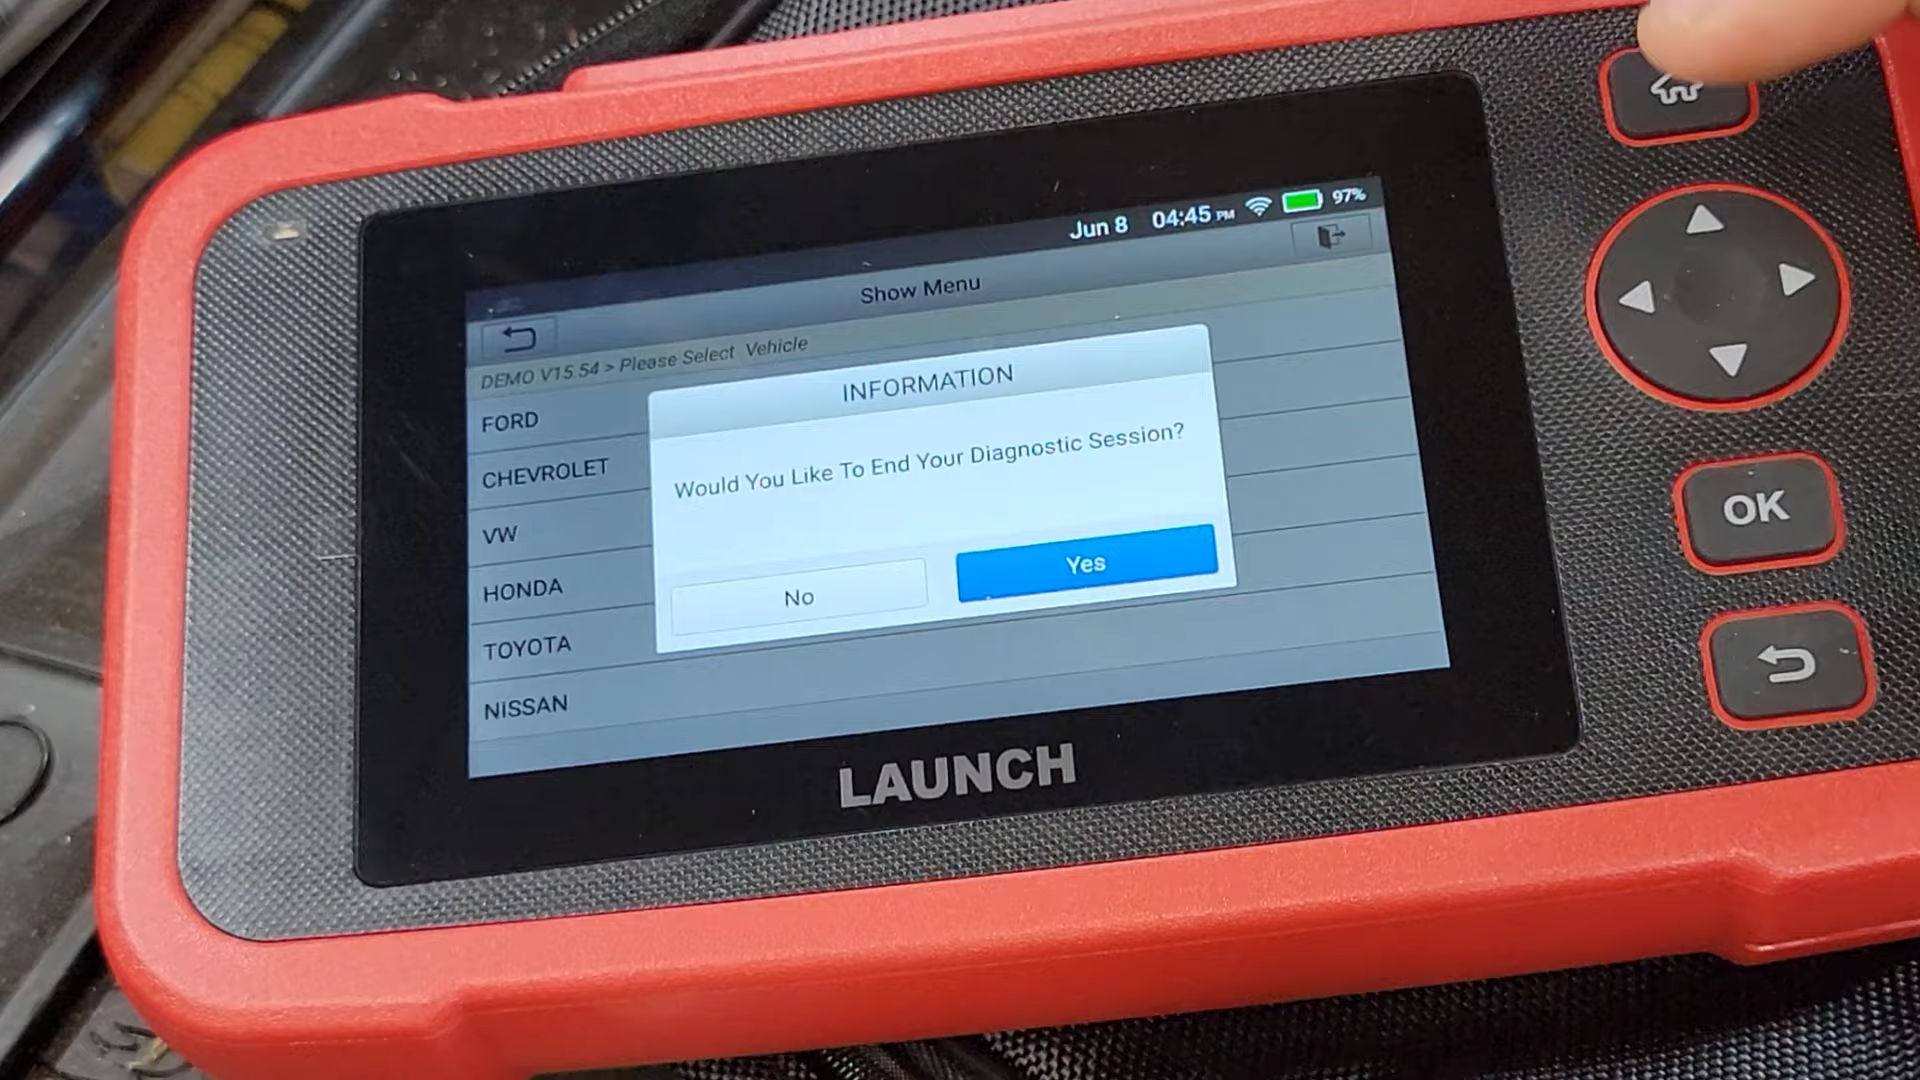 Jun 8 04:45 PM 97%
Show Menu
DEMO V15.54 > Please Select Vehicle
FORD
CHEVROLET
VW
HONDA
TOYOTA
NISSAN
INFORMATION
Would You Like To End Your Diagnostic Session?
No
Yes
LAUNCH
OK